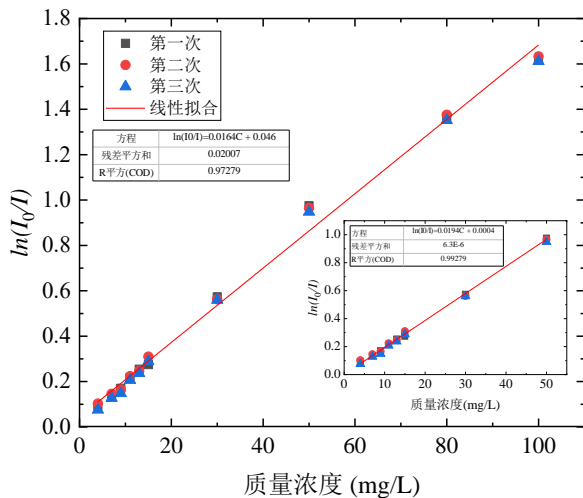 1.8
1.6
1.4
1.2
1.0
0.8
0.6
0.4
0.2
0.0
ln(I₀/I)
第一次
第二次
第三次
线性拟合
方程 ln(I0/I)=0.0164C + 0.046
残差平方和 0.02007
R平方(COD) 0.97279
1.0
0.8
0.6
0.4
0.2
0.0
ln(I₀/I)
方程 ln(I0/I)=0.0194C + 0.0004
残差平方和 6.3E-6
R平方(COD) 0.99279
0 10 20 30 40 50
质量浓度(mg/L)
0 20 40 60 80 100
质量浓度 (mg/L)